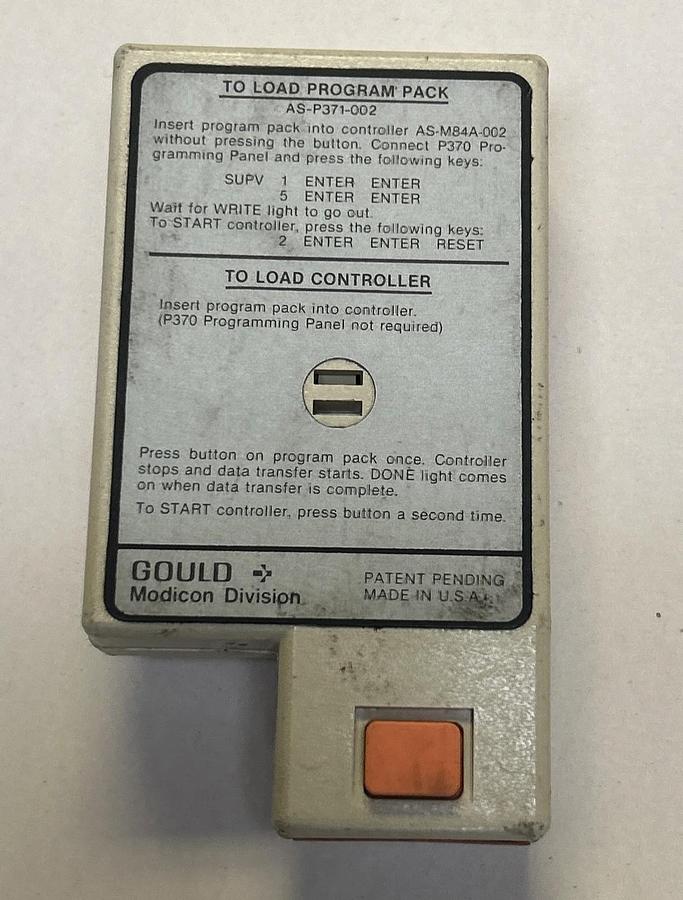 TO LOAD PROGRAM PACK
AS-P371-002
Insert program pack into controller AS-M84A-002
without pressing the button. Connect P370 Pro-
gramming Panel and press the following keys:
SUPV 1 ENTER ENTER
5 ENTER ENTER
Wait for WRITE light to go out.
To START controller, press the following keys:
2 ENTER ENTER RESET
TO LOAD CONTROLLER
Insert program pack into controller.
(P370 Programming Panel not required)
Press button on program pack once. Controller
stops and data transfer starts. DONE light comes
on when data transfer is complete.
To START controller, press button a second time.
GOULD
Modicon Division
PATENT PENDING
MADE IN U.S.A.